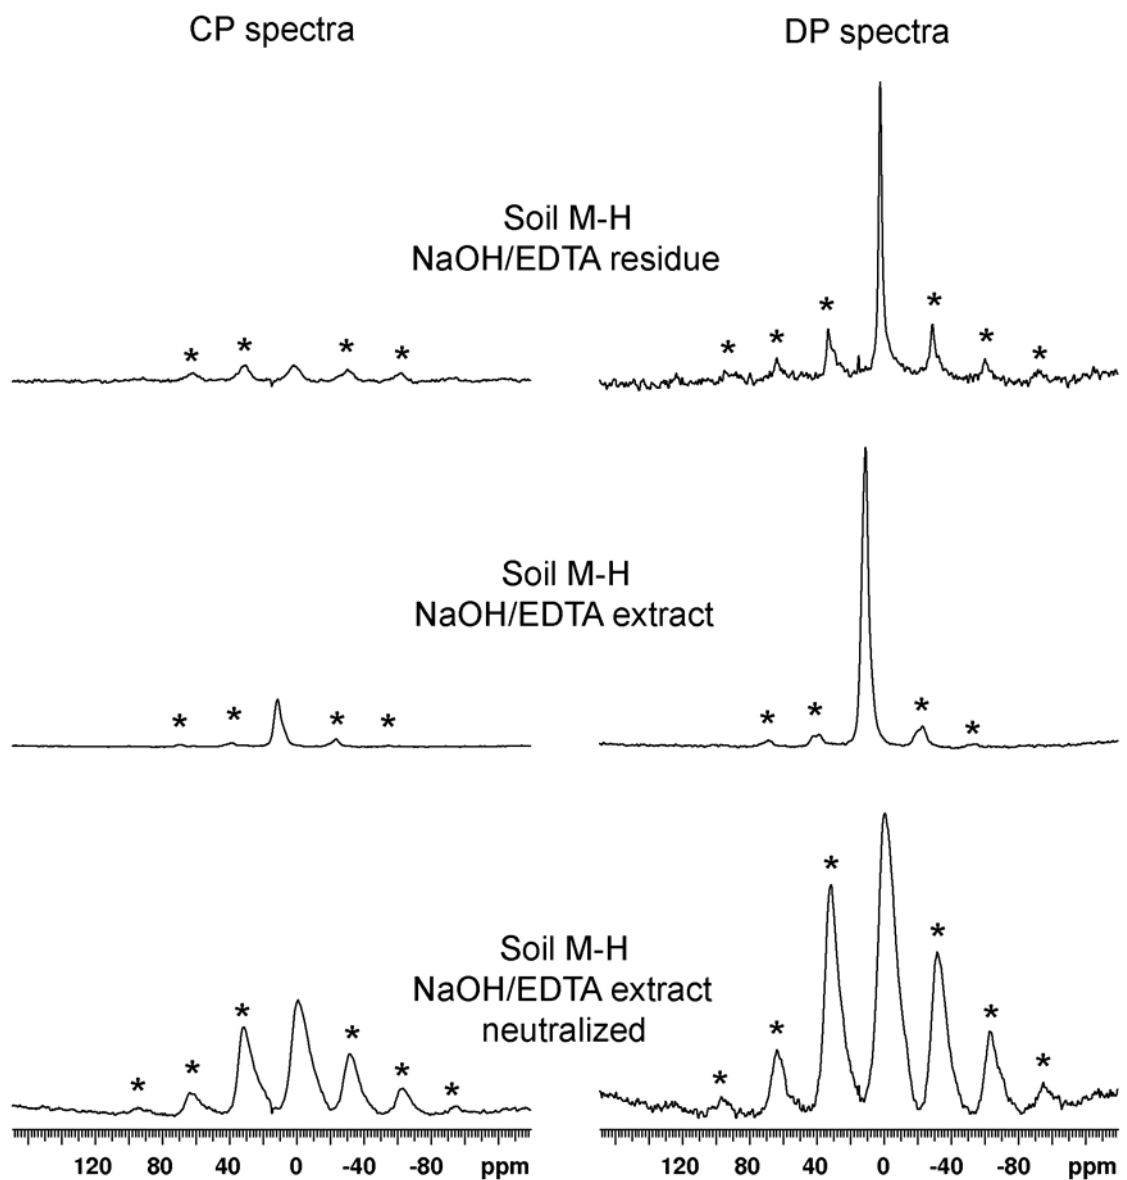 CP spectra
DP spectra
Soil M-H
NaOH/EDTA residue
* * * *
* * * * * *
Soil M-H
NaOH/EDTA extract
* * * *
* * * *
Soil M-H
NaOH/EDTA extract
neutralized
* * * * * *
* * * * * *
120 80 40 0 -40 -80 ppm
120 80 40 0 -40 -80 ppm